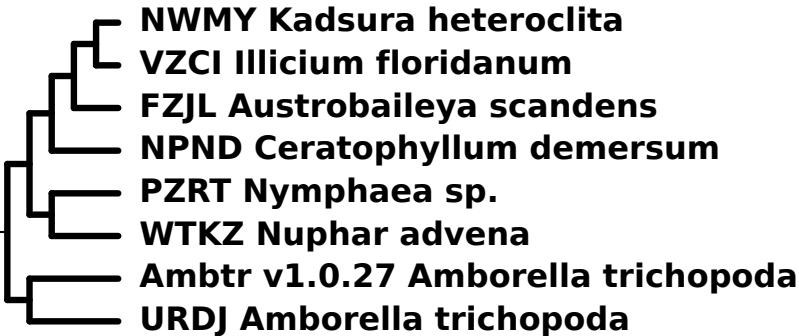 NWMY Kadsura heteroclita
VZCI Illicium floridanum
FZJL Austrobaileya scandens
NPND Ceratophyllum demersum
PZRT Nymphaea sp.
WTKZ Nuphar advena
Ambtr v1.0.27 Amborella trichopoda
URDJ Amborella trichopoda